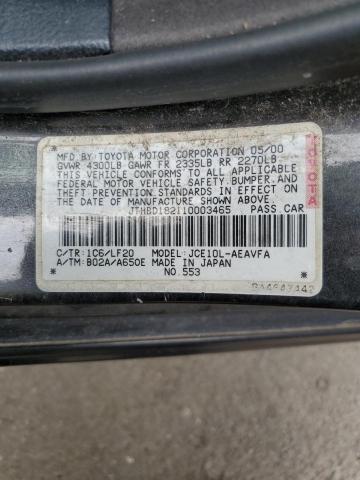 MFD. BY: TOYOTA MOTOR CORPORATION 05/00
GVWR 4300LB GAWR FR 2335LB RR 2270LB
THIS VEHICLE CONFORMS TO ALL APPLICABLE
FEDERAL MOTOR VEHICLE SAFETY, BUMPER, AND
THEFT PREVENTION STANDARDS IN EFFECT ON
THE DATE OF MANUFACTURE SHOWN ABOVE.
JTHBD182110003465 PASS.CAR
C/TR:1C6/LF20 MODEL:JCE10L-AEAVFA
A/TM:B02A/A650E MADE IN JAPAN
NO.553
TOYOTA